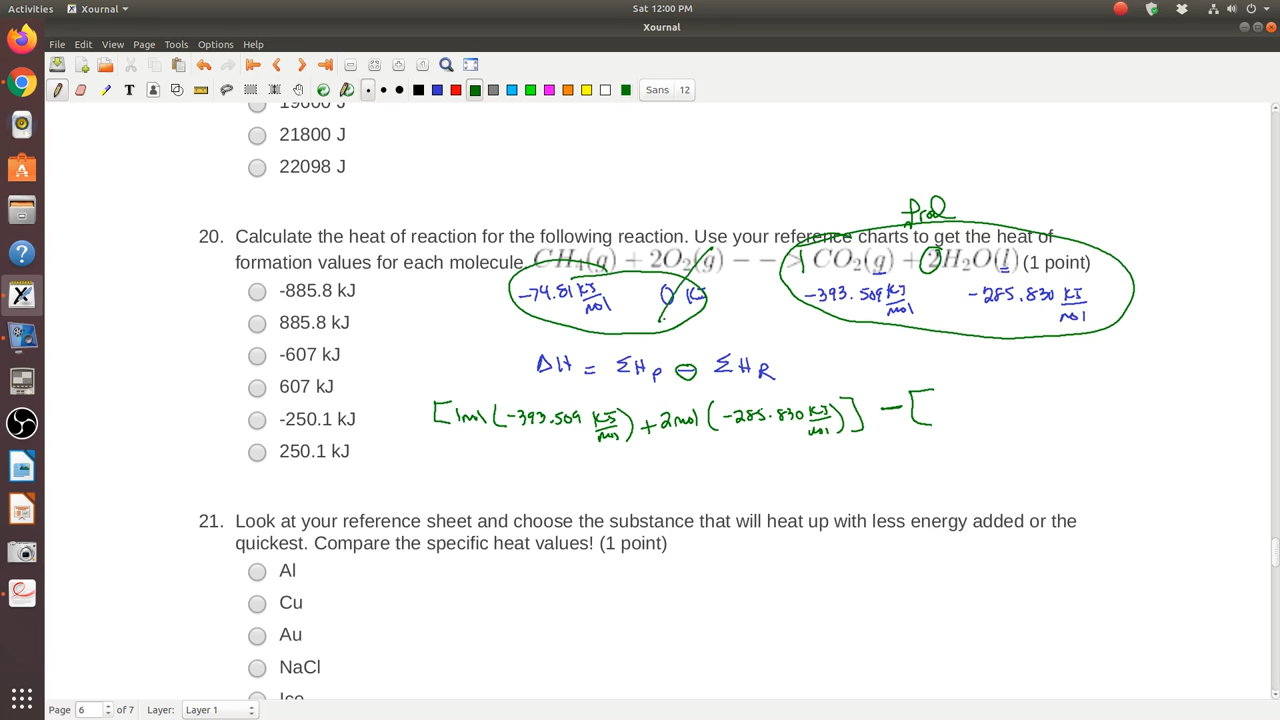 Activities Xournal Sat 12:00 PM
Xournal
File Edit View Page Tools Options Help
Sans 12
19600 J
21800 J
22098 J
prod
20. Calculate the heat of reaction for the following reaction. Use your reference charts to get the heat of
formation values for each molecule. CH₄(g) + 2O₂(g) - - > 1 CO₂(g) + 2H₂O(l) (1 point)
-74.81 KJ/mol 0 KJ -393.509 KJ/mol -285.830 KJ/mol
-885.8 kJ
885.8 kJ
-607 kJ
607 kJ
-250.1 kJ
250.1 kJ
ΔH = ΣHP - ΣHR
[1mol(-393.509 KJ/mol) + 2mol(-285.830 KJ/mol)] - [
21. Look at your reference sheet and choose the substance that will heat up with less energy added or the
quickest. Compare the specific heat values! (1 point)
Al
Cu
Au
NaCl
Ice
Page 6 of 7 Layer: Layer 1